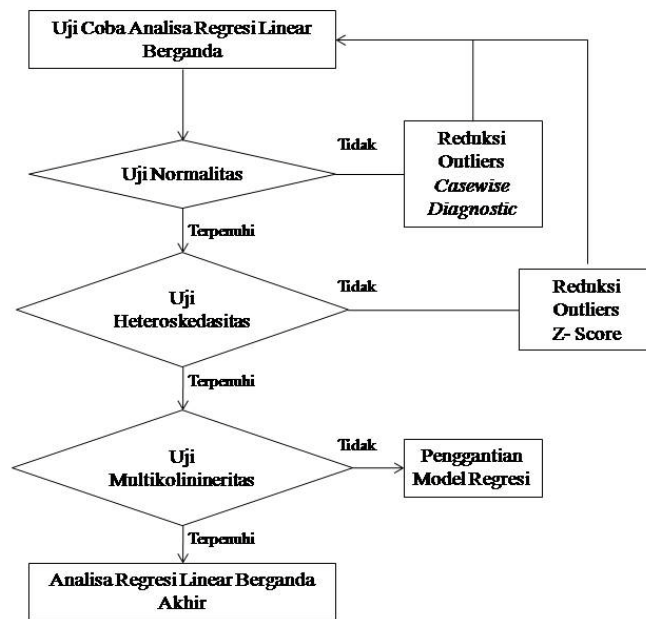 Uji Coba Analisa Regresi Linear
Berganda
Tidak
Reduksi
Outliers
Casewise
Diagnostic
Uji Normalitas
Terpenuhi
Uji
Heteroskedasitas
Tidak
Reduksi
Outliers
Z- Score
Terpenuhi
Uji
Multikolinineritas
Tidak
Penggantian
Model Regresi
Terpenuhi
Analisa Regresi Linear Berganda
Akhir